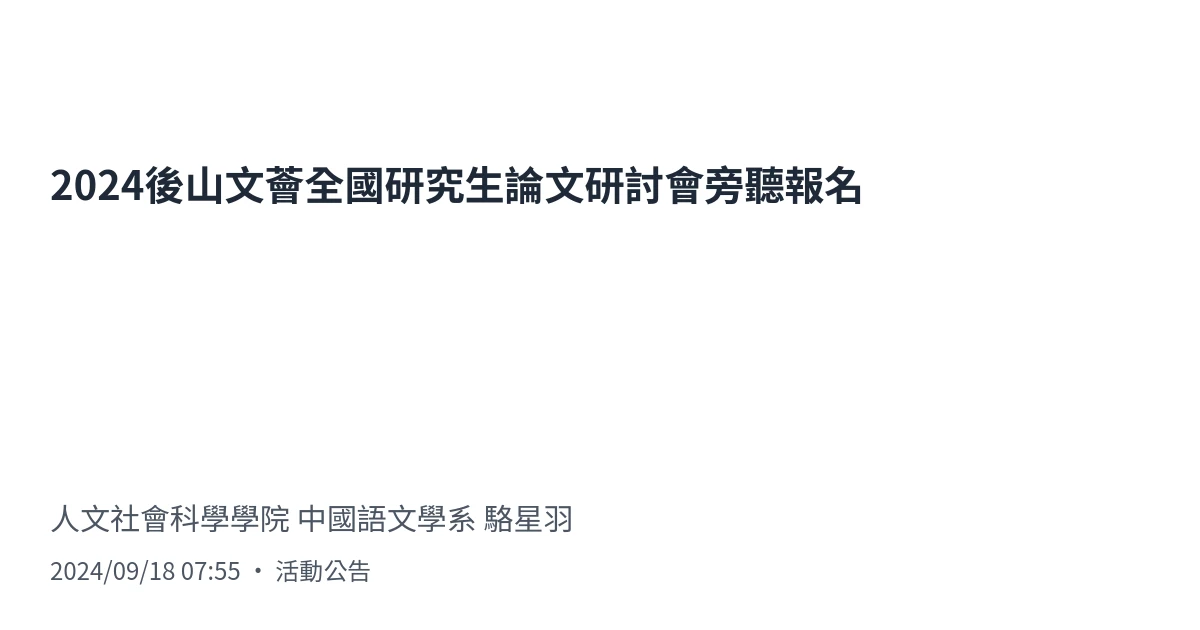 2024後山文薈全國研究生論文研討會旁聽報名
人文社會科學學院 中國語文學系 駱星羽
2024/09/18 07:55 ・ 活動公告